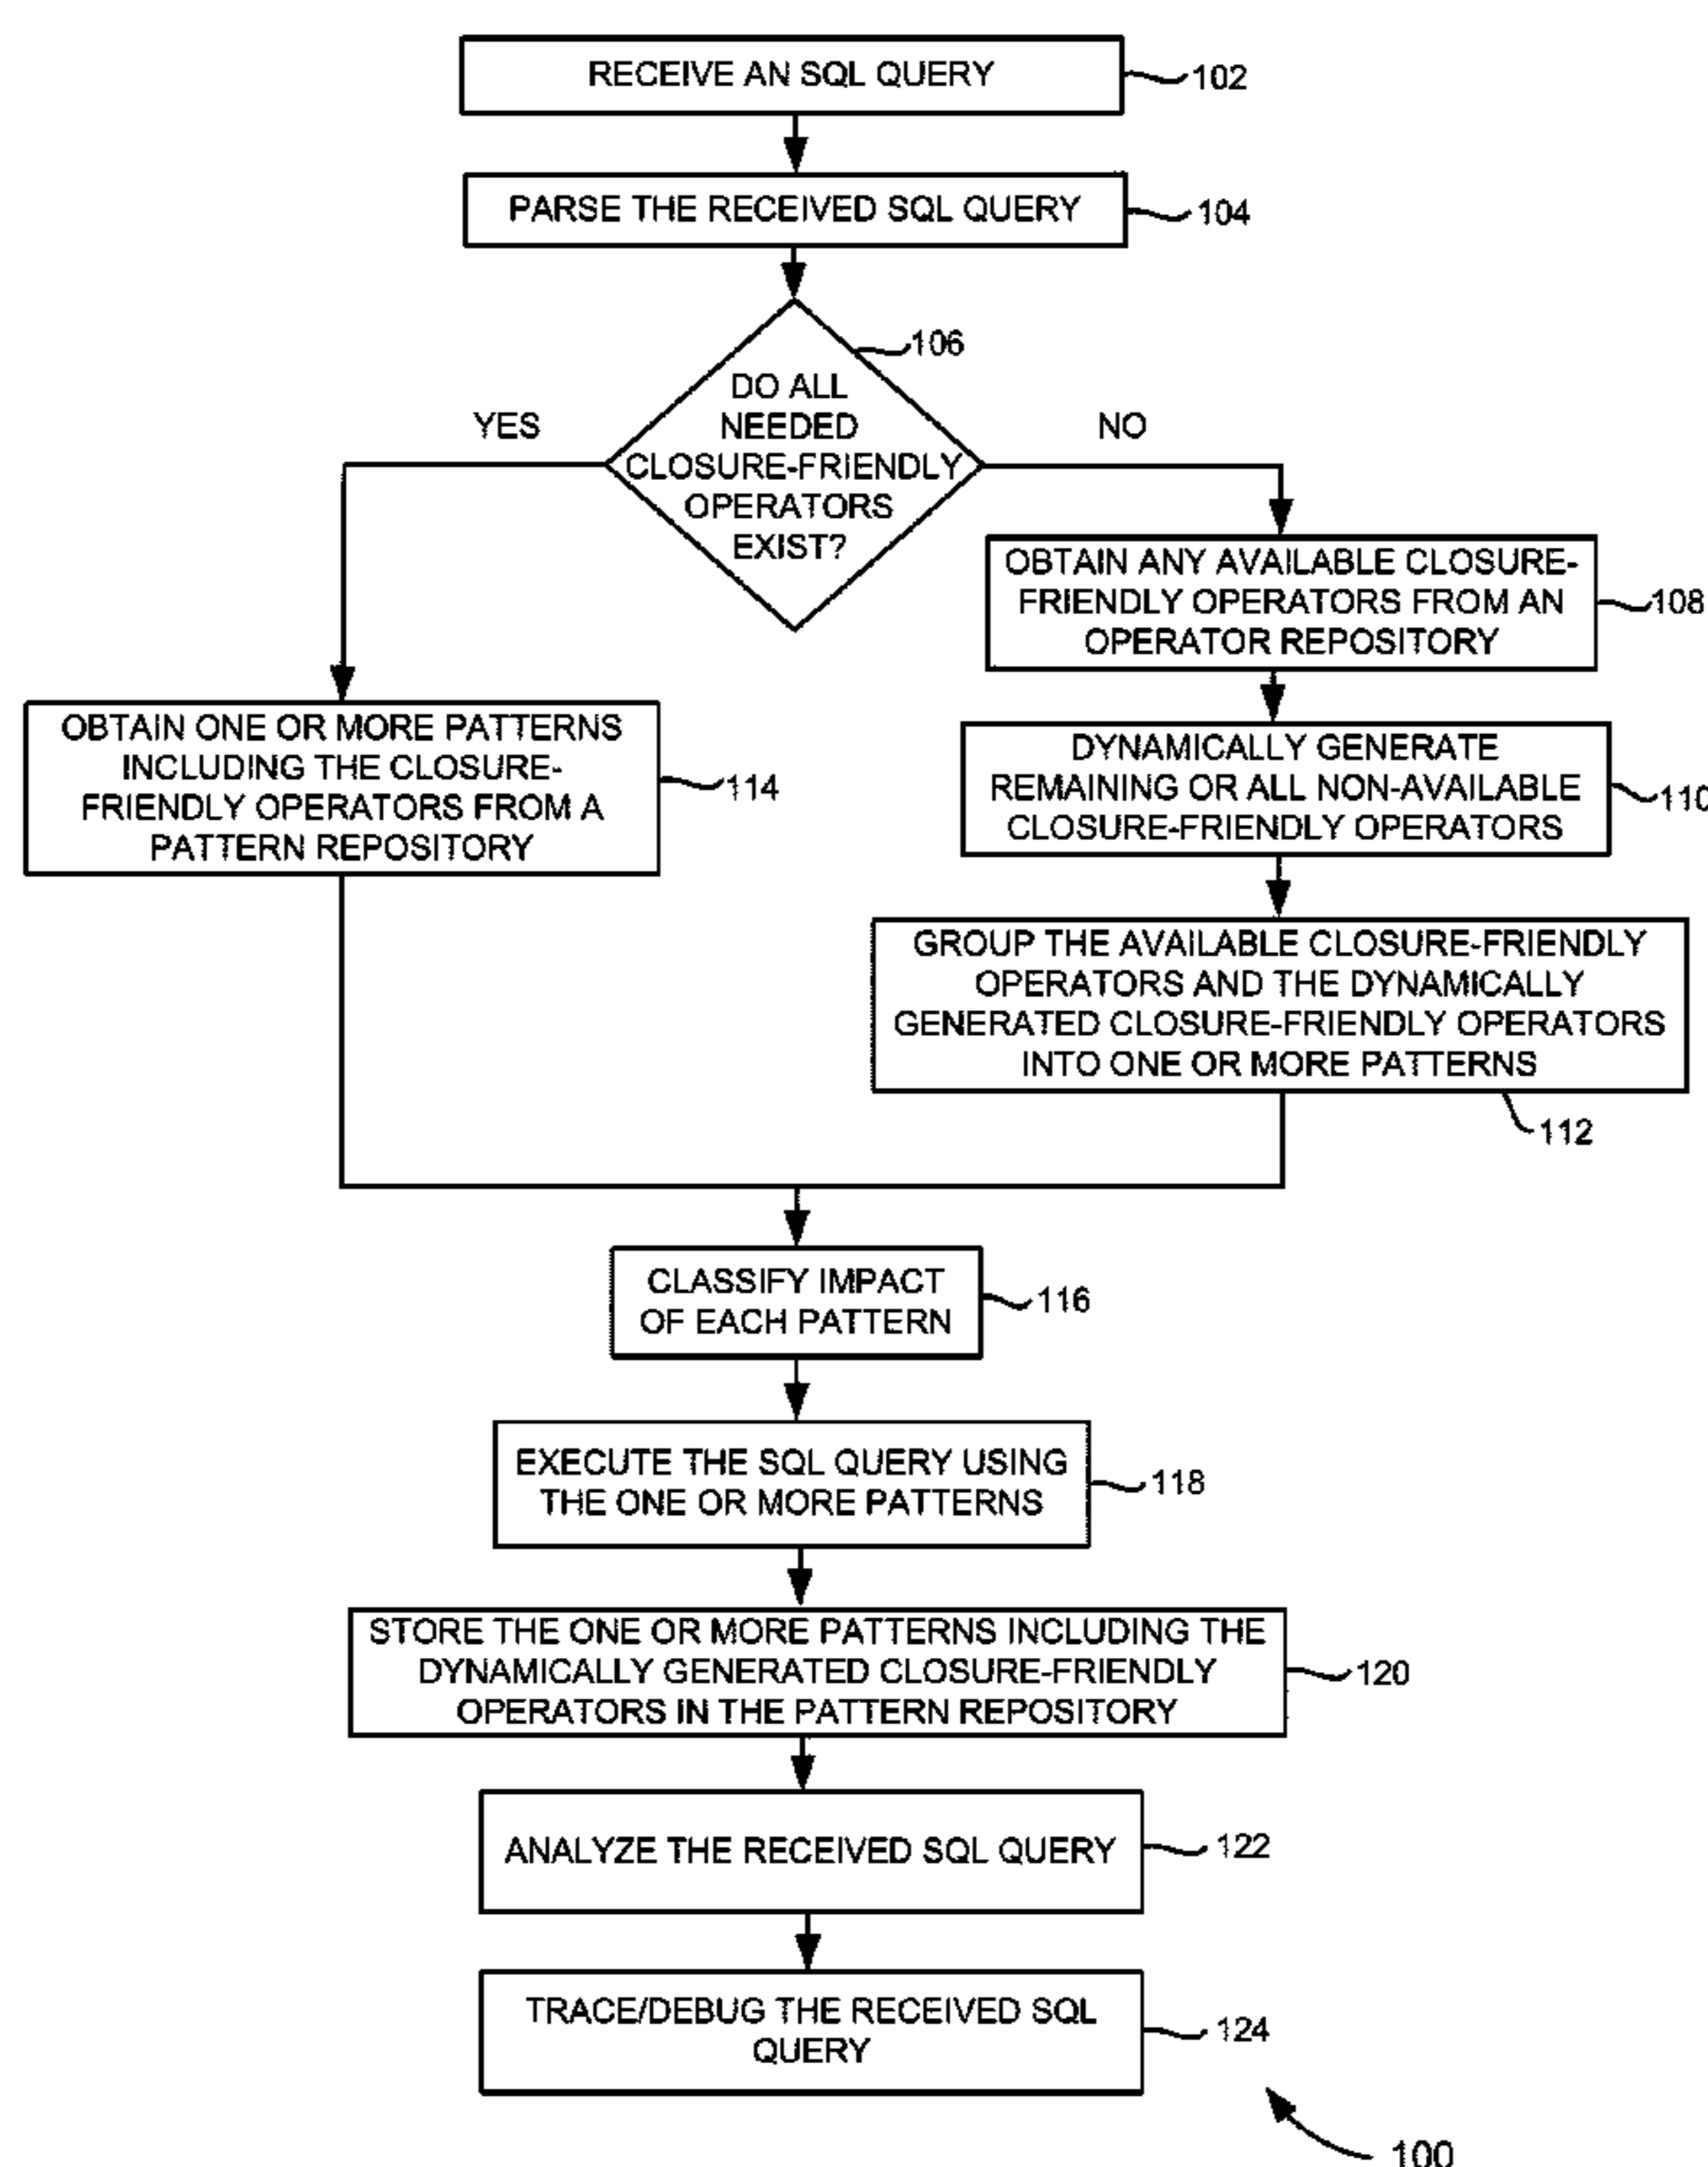 RECEIVE AN SQL QUERY
102
PARSE THE RECEIVED SQL QUERY
104
106
DO ALL
NEEDED
CLOSURE-FRIENDLY
OPERATORS
EXIST?
YES
NO
OBTAIN ANY AVAILABLE CLOSURE-
FRIENDLY OPERATORS FROM AN
OPERATOR REPOSITORY
108
OBTAIN ONE OR MORE PATTERNS
INCLUDING THE CLOSURE-
FRIENDLY OPERATORS FROM A
PATTERN REPOSITORY
114
DYNAMICALLY GENERATE
REMAINING OR ALL NON-AVAILABLE
CLOSURE-FRIENDLY OPERATORS
110
GROUP THE AVAILABLE CLOSURE-FRIENDLY
OPERATORS AND THE DYNAMICALLY
GENERATED CLOSURE-FRIENDLY OPERATORS
INTO ONE OR MORE PATTERNS
112
CLASSIFY IMPACT
OF EACH PATTERN
116
EXECUTE THE SQL QUERY USING
THE ONE OR MORE PATTERNS
118
STORE THE ONE OR MORE PATTERNS INCLUDING THE
DYNAMICALLY GENERATED CLOSURE-FRIENDLY
OPERATORS IN THE PATTERN REPOSITORY
120
ANALYZE THE RECEIVED SQL QUERY
122
TRACE/DEBUG THE RECEIVED SQL
QUERY
124
100